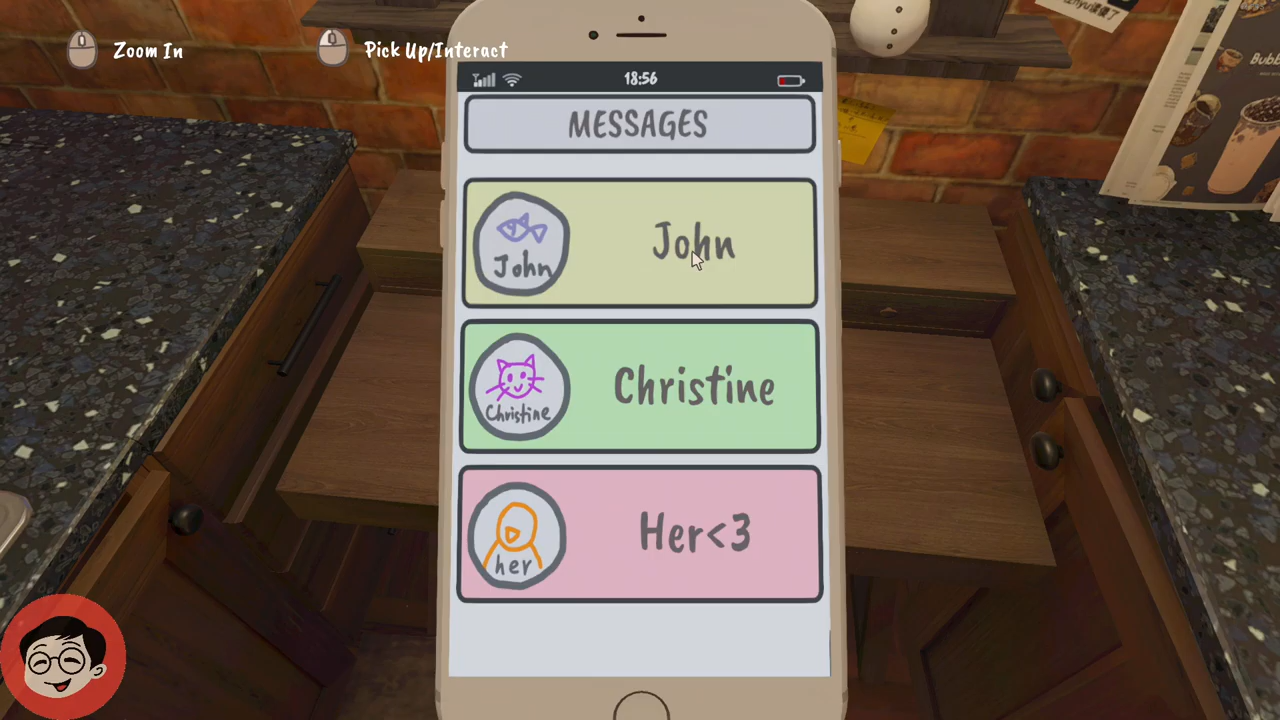 Zoom In
Pick Up/Interact
18:56
MESSAGES
John
John
Christine
Christine
her
Her<3